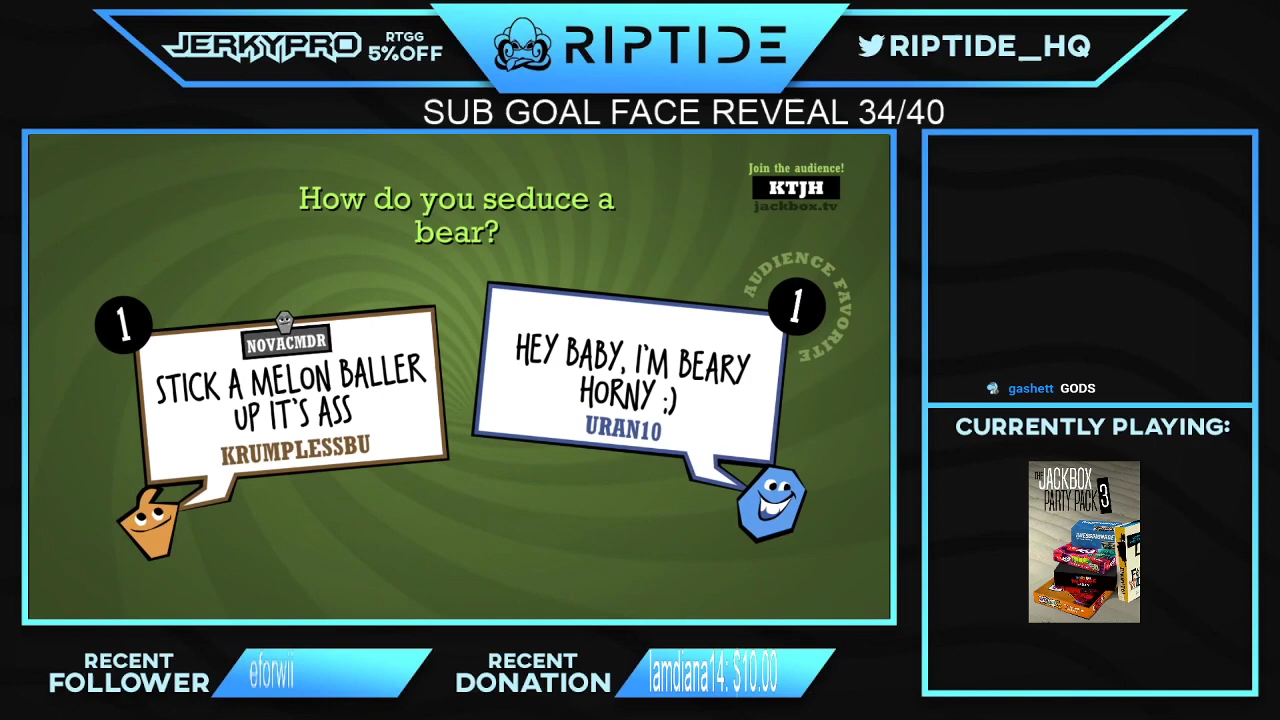 JERKYPRO
RTGG
5% OFF
RIPTIDE
RIPTIDE_HQ
SUB GOAL FACE REVEAL 34/40
How do you seduce a
bear?
Join the audience!
KTJH
jackbox.tv
AUDIENCE FAVORITE
1
NOVACMDR
STICK A MELON BALLER
UP IT'S ASS
KRUMPLESSBU
1
HEY BABY, I'M BEARY
HORNY ;)
URAN10
gashett GODS
CURRENTLY PLAYING:
THE
JACKBOX
PARTY PACK 3
RECENT
FOLLOWER
eforwii
RECENT
DONATION
lamdiana14: $10.00